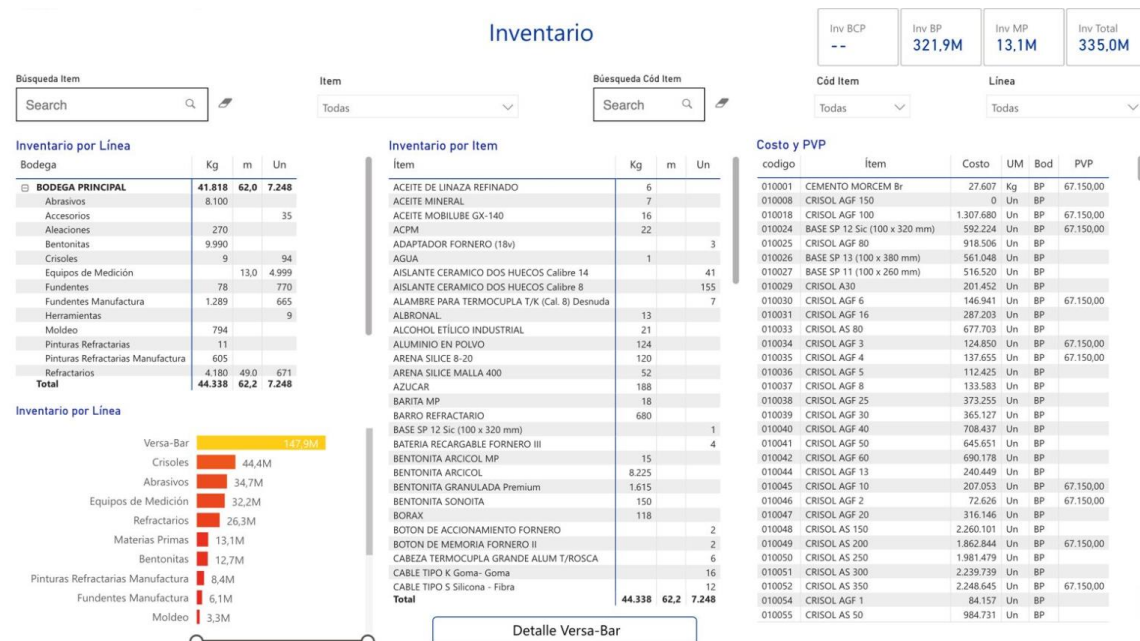 Inventario
Inv BCP
--
Inv BP
321,9M
Inv MP
13,1M
Inv Total
335,0M
Búsqueda Item
Search
Item
Todas
Búesqueda Cód Item
Search
Cód Item
Todas
Línea
Todas
Inventario por Línea
Bodega Kg m Un
BODEGA PRINCIPAL 41.818 62,0 7.248
Abrasivos 8.100
Accesorios 35
Aleaciones 270
Bentonitas 9.990
Crisoles 9 94
Equipos de Medición 13,0 4.999
Fundentes 78 770
Fundentes Manufactura 1.289 665
Herramientas 9
Moldeo 794
Pinturas Refractarias 11
Pinturas Refractarias Manufactura 605
Refractarios 4.180 49,0 671
Total 44.338 62,2 7.248
Inventario por Línea
Versa-Bar 147,9M
Crisoles 44,4M
Abrasivos 34,7M
Equipos de Medición 32,2M
Refractarios 26,3M
Materias Primas 13,1M
Bentonitas 12,7M
Pinturas Refractarias Manufactura 8,4M
Fundentes Manufactura 6,1M
Moldeo 3,3M
Inventario por Item
Ítem Kg m Un
ACEITE DE LINAZA REFINADO 6
ACEITE MINERAL 7
ACEITE MOBILUBE GX-140 16
ACPM 22
ADAPTADOR FORNERO (18v) 3
AGUA 1
AISLANTE CERAMICO DOS HUECOS Calibre 14 41
AISLANTE CERAMICO DOS HUECOS Calibre 8 155
ALAMBRE PARA TERMOCUPLA T/K (Cal. 8) Desnuda 7
ALBRONAL. 13
ALCOHOL ETÍLICO INDUSTRIAL 21
ALUMINIO EN POLVO 124
ARENA SILICE 8-20 120
ARENA SILICE MALLA 400 52
AZUCAR 188
BARITA MP 18
BARRO REFRACTARIO 680
BASE SP 12 Sic (100 x 320 mm) 1
BATERIA RECARGABLE FORNERO III 4
BENTONITA ARCICOL MP 15
BENTONITA ARCICOL 8.225
BENTONITA GRANULADA Premium 1.615
BENTONITA SONOITA 150
BORAX 118
BOTON DE ACCIONAMIENTO FORNERO 2
BOTON DE MEMORIA FORNERO II 2
CABEZA TERMOCUPLA GRANDE ALUM T/ROSCA 6
CABLE TIPO K Goma- Goma 16
CABLE TIPO S Silicona - Fibra 12
Total 44.338 62,2 7.248
Detalle Versa-Bar
Costo y PVP
codigo Ítem Costo UM Bod PVP
010001 CEMENTO MORCEM Br 27.607 Kg BP 67.150,00
010008 CRISOL AGF 150 0 Un BP
010018 CRISOL AGF 100 1.307.680 Un BP 67.150,00
010024 BASE SP 12 Sic (100 x 320 mm) 592.224 Un BP 67.150,00
010025 CRISOL AGF 80 918.506 Un BP
010026 BASE SP 13 (100 x 380 mm) 561.048 Un BP
010027 BASE SP 11 (100 x 260 mm) 516.520 Un BP
010029 CRISOL A30 201.452 Un BP
010030 CRISOL AGF 6 146.941 Un BP 67.150,00
010031 CRISOL AGF 16 287.203 Un BP
010033 CRISOL AS 80 677.703 Un BP
010034 CRISOL AGF 3 124.850 Un BP 67.150,00
010035 CRISOL AGF 4 137.655 Un BP 67.150,00
010036 CRISOL AGF 5 112.425 Un BP
010037 CRISOL AGF 8 133.583 Un BP
010038 CRISOL AGF 25 373.255 Un BP
010039 CRISOL AGF 30 365.127 Un BP
010040 CRISOL AGF 40 708.437 Un BP
010041 CRISOL AGF 50 645.651 Un BP
010042 CRISOL AGF 60 690.178 Un BP
010044 CRISOL AGF 13 240.449 Un BP
010045 CRISOL AGF 10 207.053 Un BP 67.150,00
010046 CRISOL AGF 2 72.626 Un BP 67.150,00
010047 CRISOL AGF 20 316.146 Un BP
010048 CRISOL AS 150 2.260.101 Un BP
010049 CRISOL AS 200 1.862.844 Un BP 67.150,00
010050 CRISOL AS 250 1.981.479 Un BP
010051 CRISOL AS 300 2.239.739 Un BP
010052 CRISOL AS 350 2.248.645 Un BP 67.150,00
010054 CRISOL AGF 1 84.157 Un BP
010055 CRISOL AS 50 984.731 Un BP